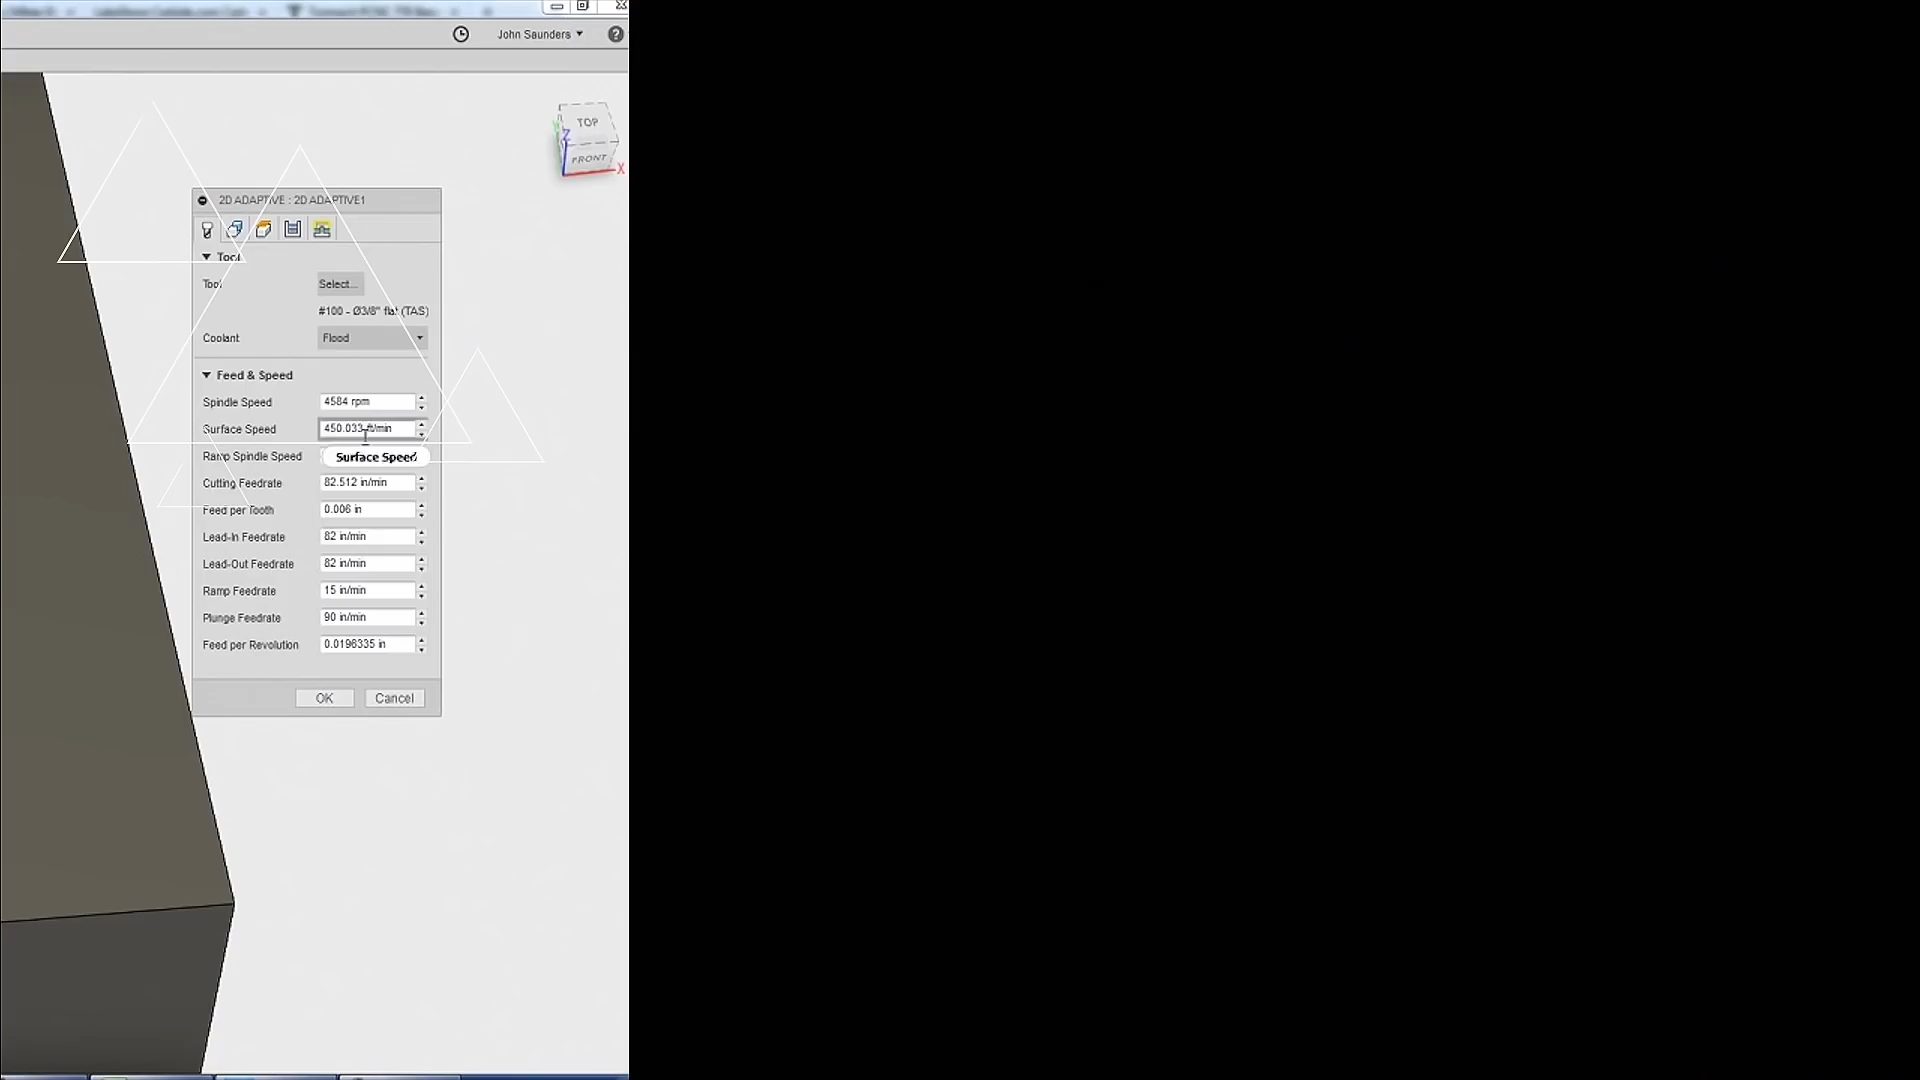 John Saunders
?
TOP
FRONT
Z
X
2D ADAPTIVE : 2D ADAPTIVE1
Tool
Tool
Select...
#100 - Ø3/8" flat (TAS)
Coolant
Flood
Feed & Speed
Spindle Speed
4584 rpm
Surface Speed
450.033 ft/min
Ramp Spindle Speed
Surface Speed
Cutting Feedrate
82.512 in/min
Feed per Tooth
0.006 in
Lead-In Feedrate
82 in/min
Lead-Out Feedrate
82 in/min
Ramp Feedrate
15 in/min
Plunge Feedrate
90 in/min
Feed per Revolution
0.0196335 in
OK
Cancel